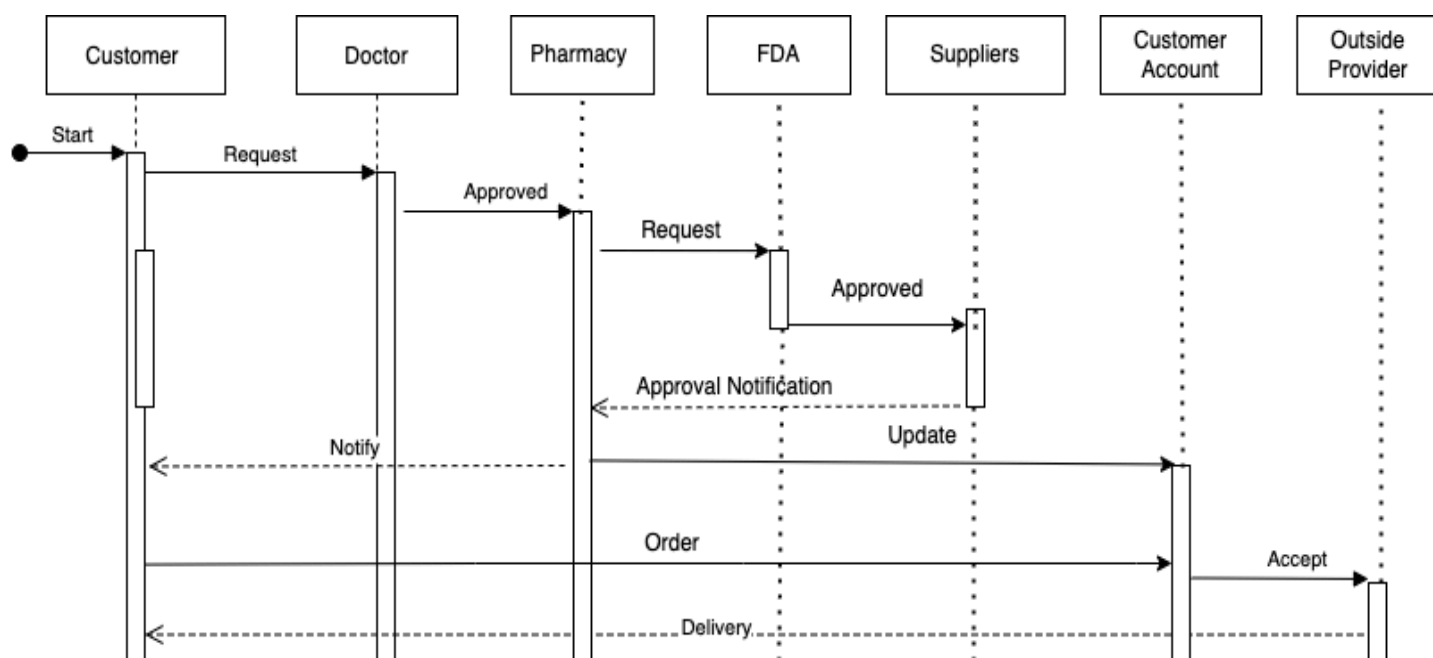 Customer
Doctor
Pharmacy
FDA
Suppliers
Customer
Account
Outside
Provider
Start
Request
Approved
Request
Approved
Approval Notification
Update
Notify
Order
Accept
Delivery